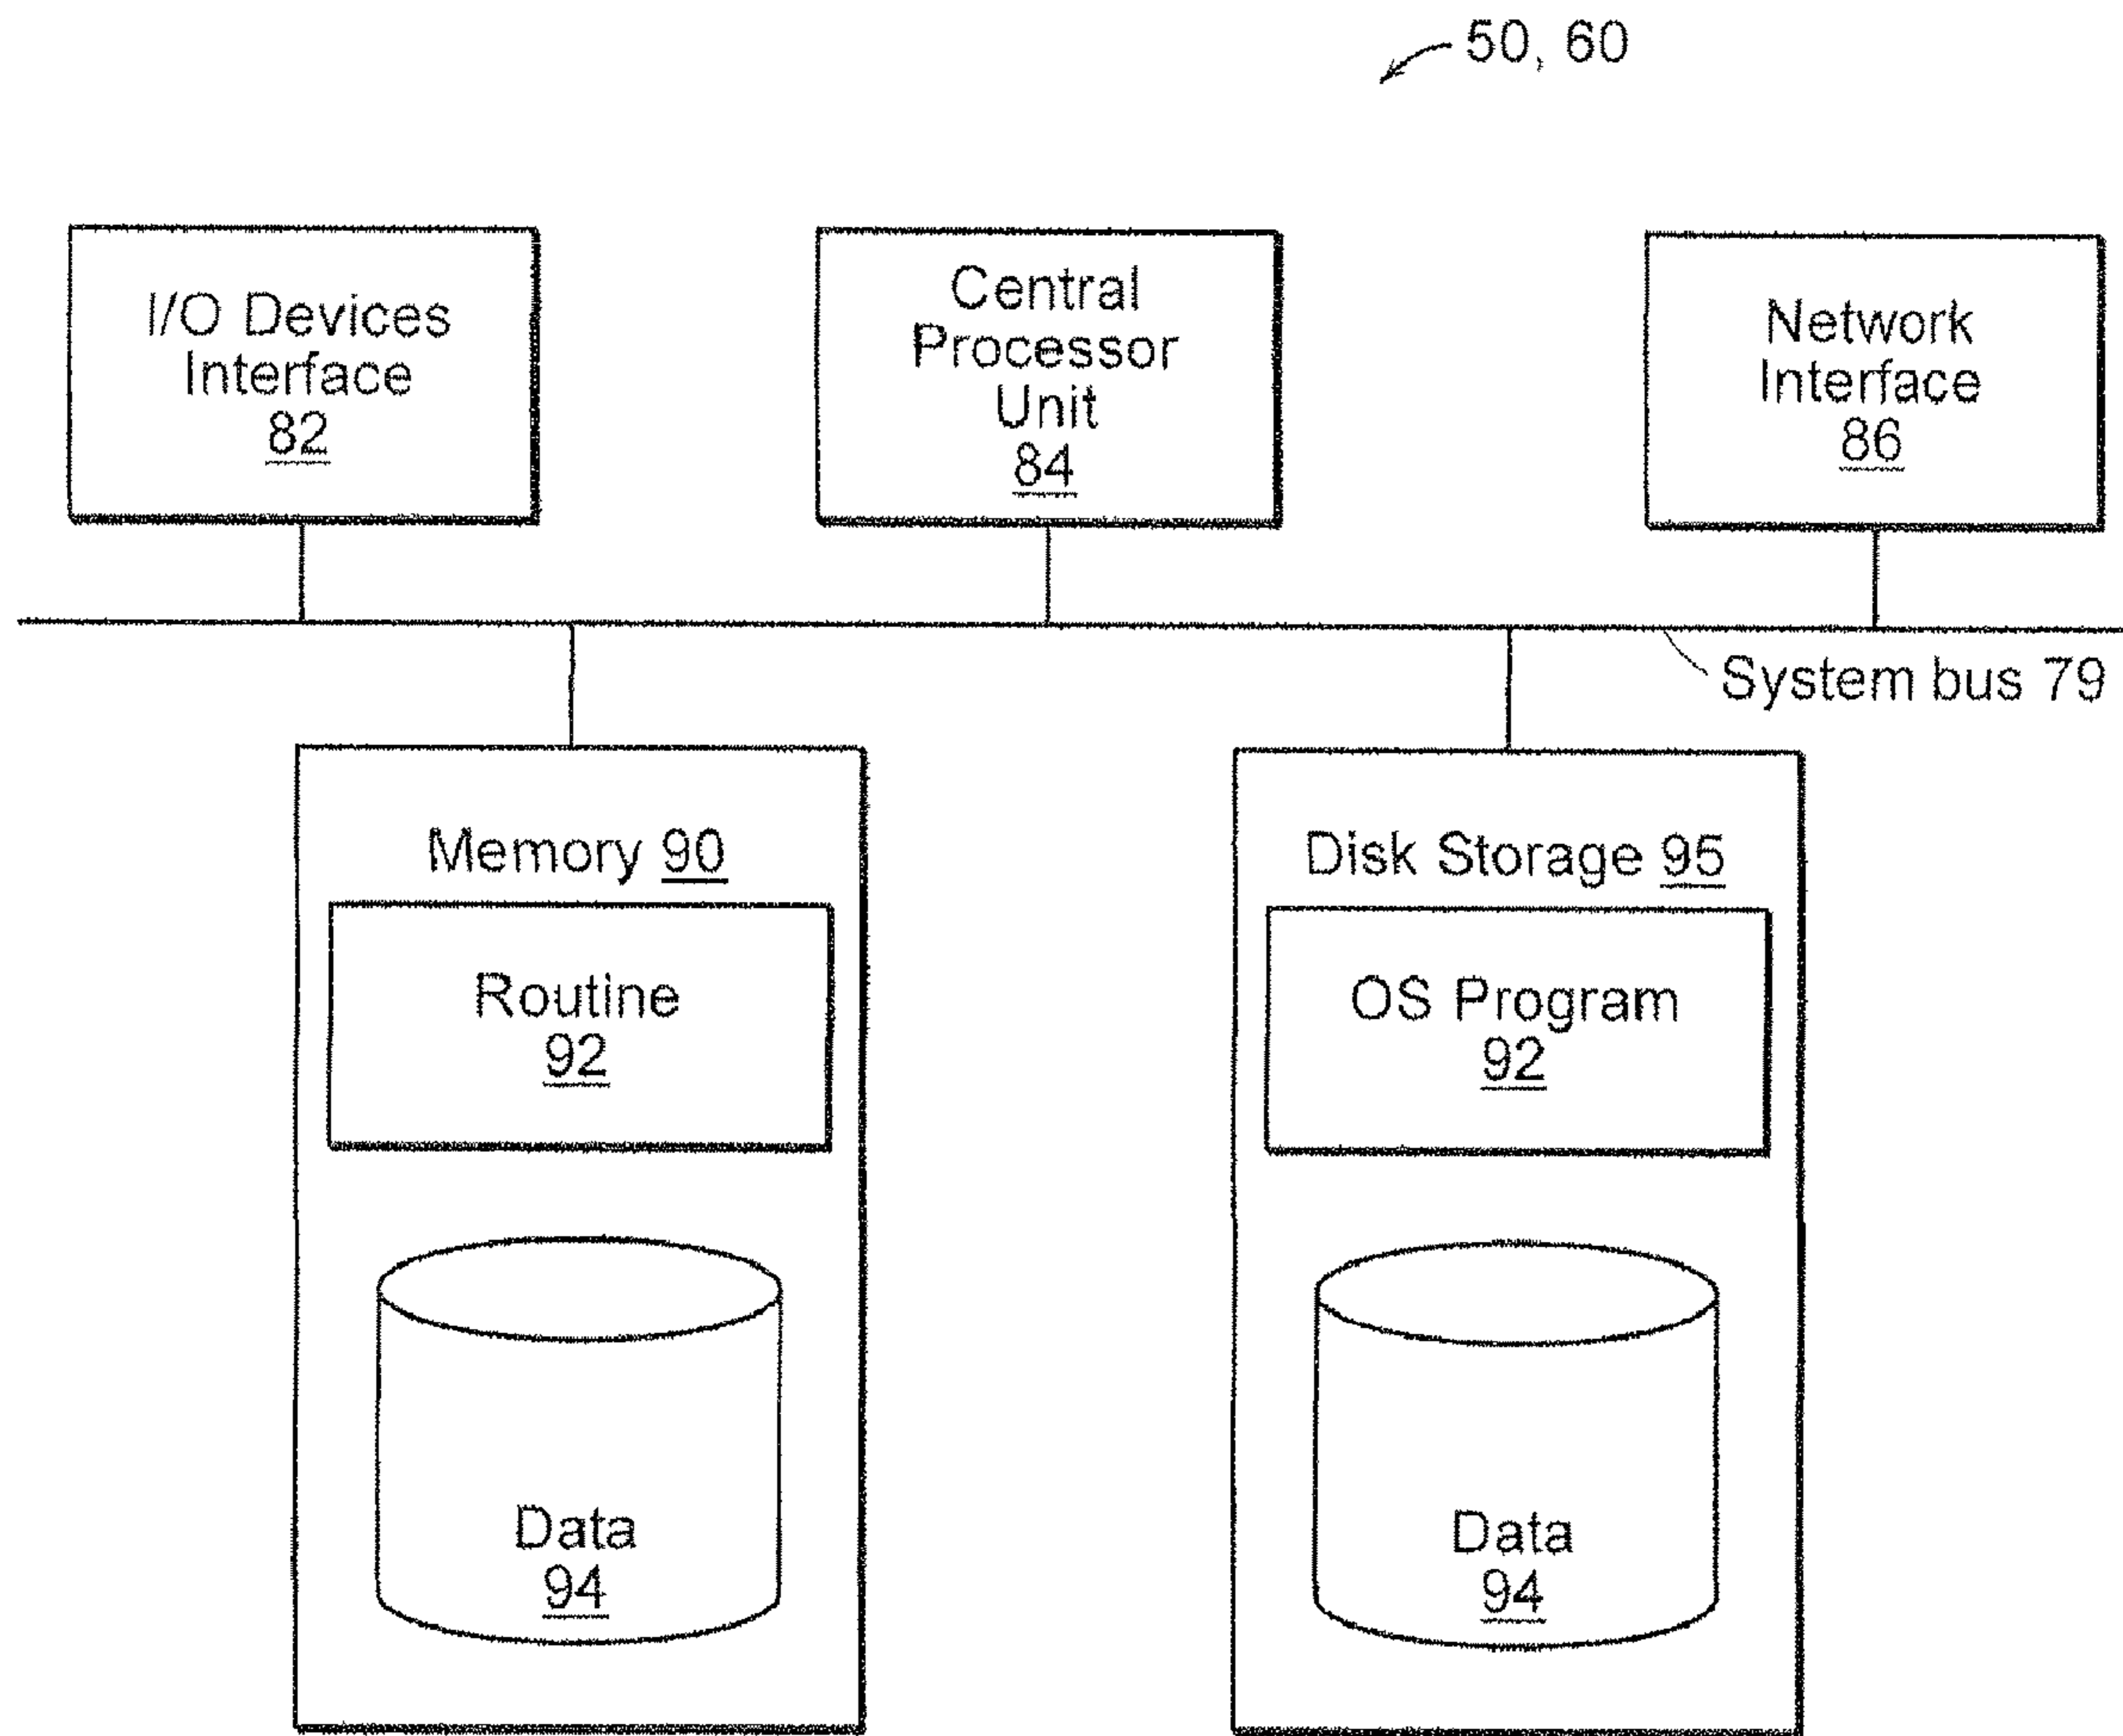 50, 60
I/O Devices
Interface
82
Central
Processor
Unit
84
Network
Interface
86
System bus 79
Memory 90
Routine
92
Data
94
Disk Storage 95
OS Program
92
Data
94